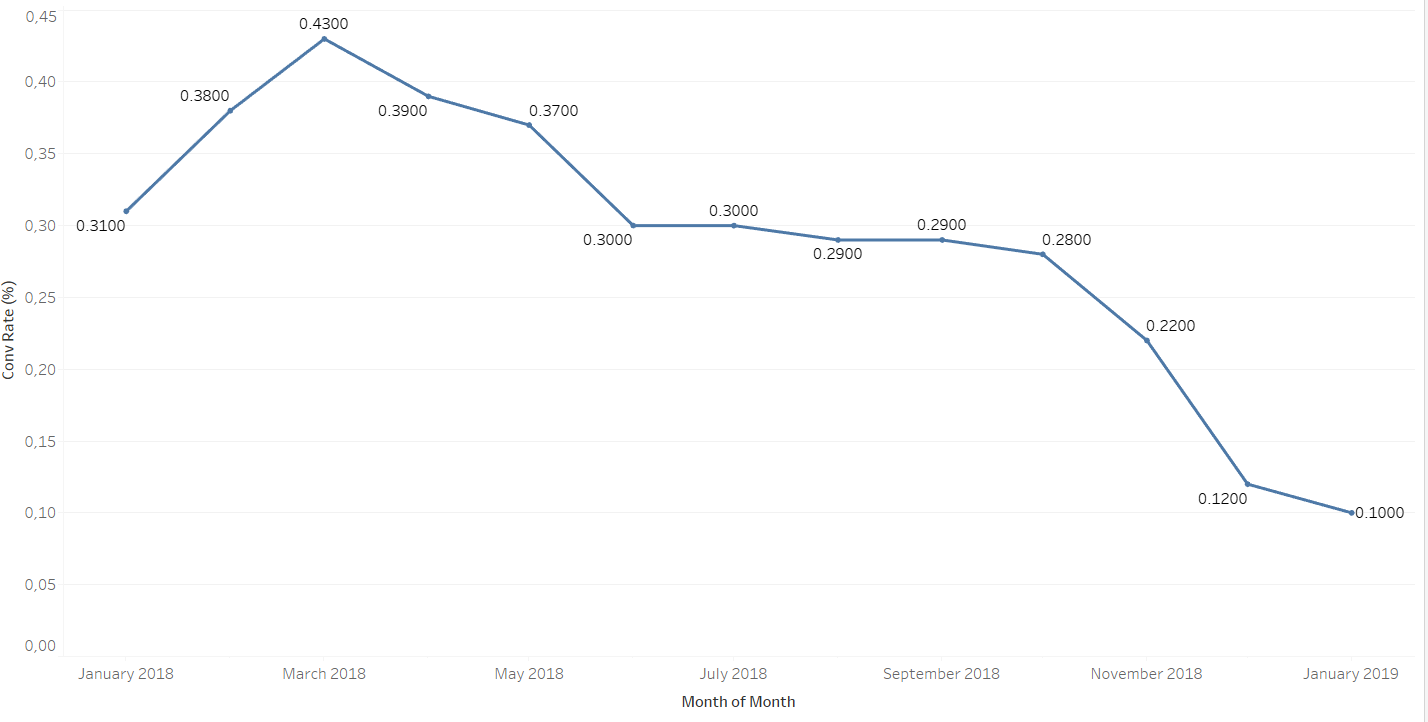 0,45
0,40
0,35
0,30
0,25
0,20
0,15
0,10
0,05
0,00
Conv Rate (%)
0.3100
0.3800
0.4300
0.3900
0.3700
0.3000
0.3000
0.2900
0.2900
0.2800
0.2200
0.1200
0.1000
January 2018
March 2018
May 2018
July 2018
September 2018
November 2018
January 2019
Month of Month